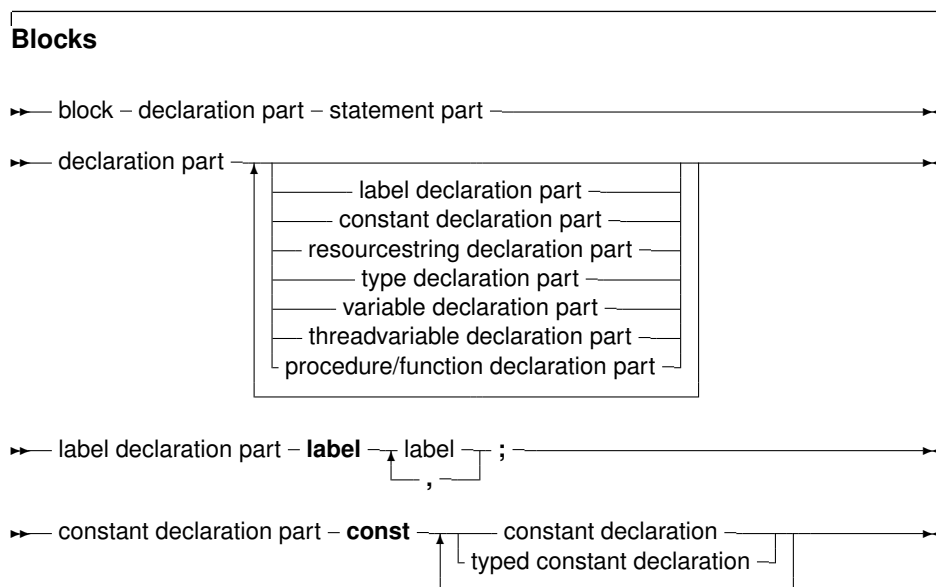 Blocks
block – declaration part – statement part
declaration part
label declaration part
constant declaration part
resourcestring declaration part
type declaration part
variable declaration part
threadvariable declaration part
procedure/function declaration part
label declaration part – label label ;
,
constant declaration part – const constant declaration
typed constant declaration